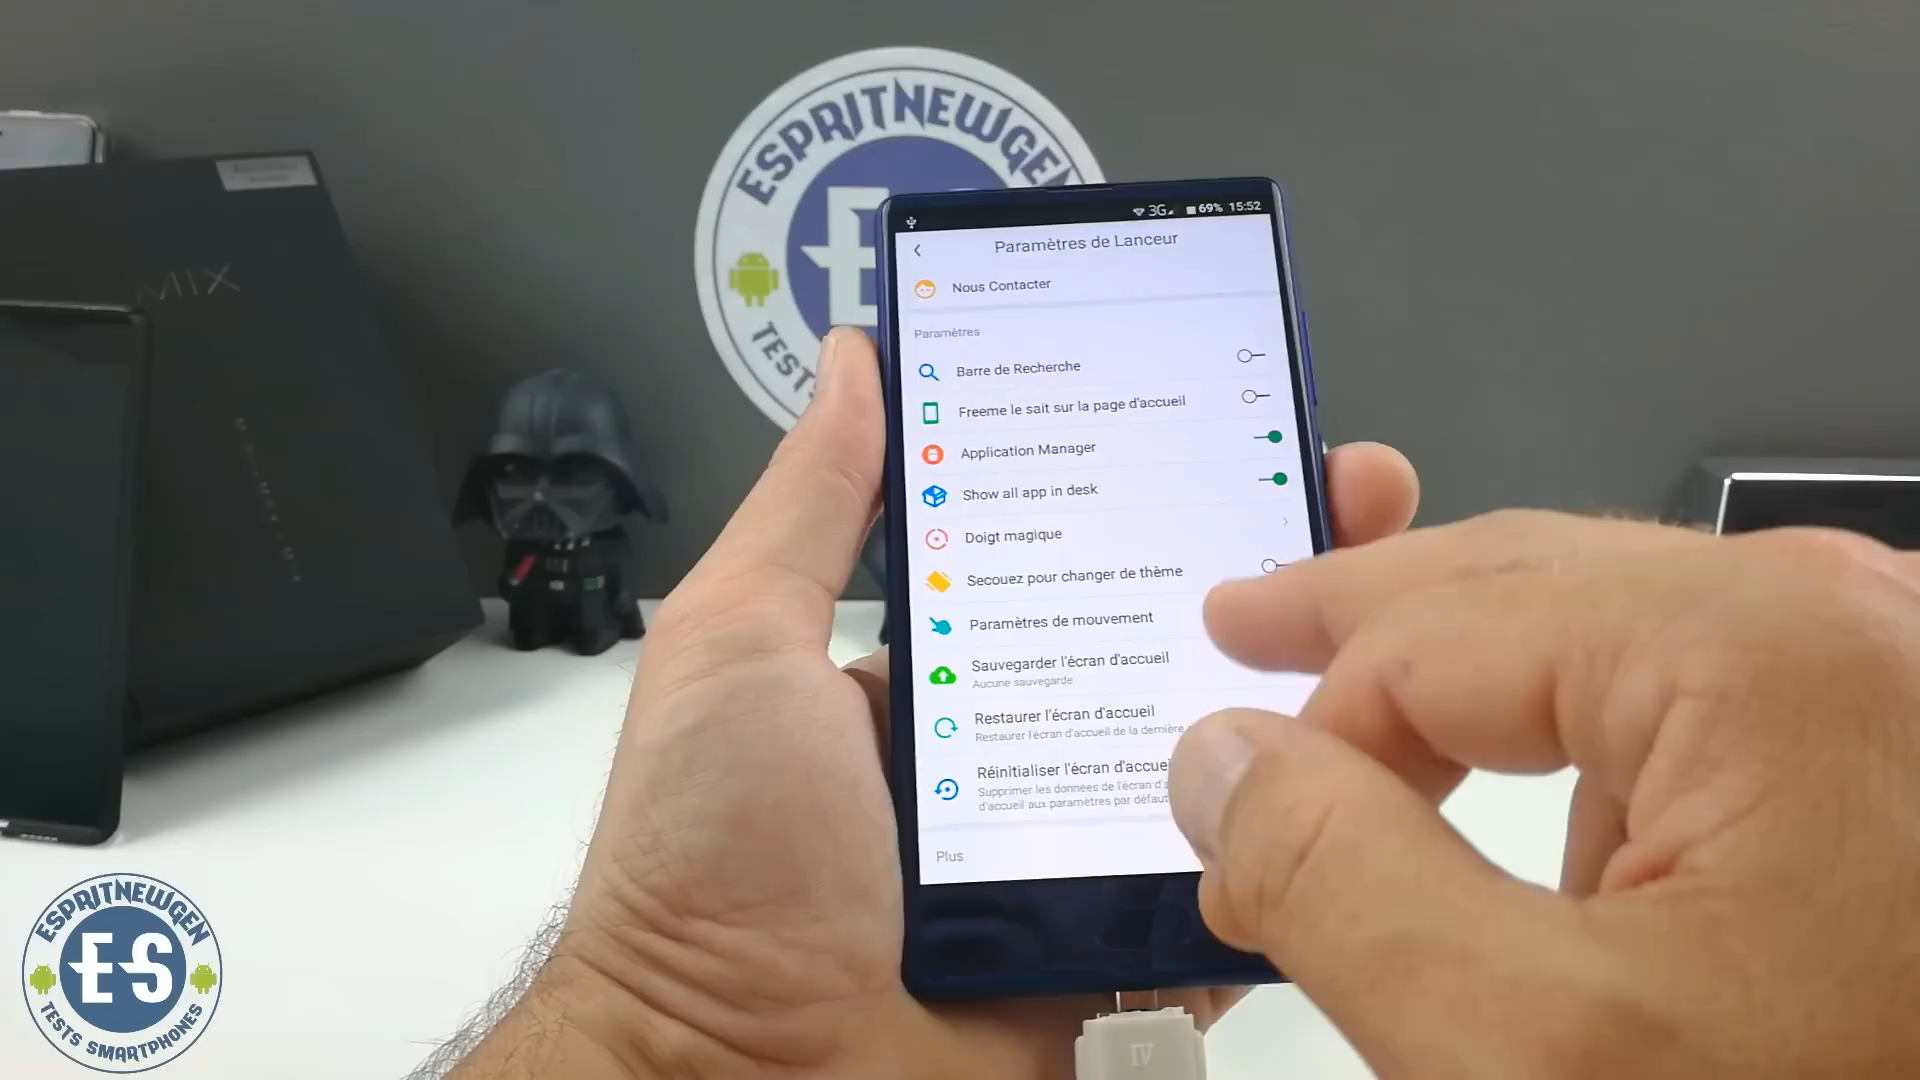 ESPRITNEWGEN
TESTS
MIX
3G 69% 15:52
Paramètres de Lanceur
Nous Contacter
Paramètres
Barre de Recherche
Freeme le sait sur la page d'accueil
Application Manager
Show all app in desk
Doigt magique
Secouez pour changer de thème
Paramètres de mouvement
Sauvegarder l'écran d'accueil
Aucune sauvegarde
Restaurer l'écran d'accueil
Restaurer l'écran d'accueil de la dernière
Réinitialiser l'écran d'accueil
Supprimer les donnees de l'écran d'a
d'accueil aux paramètres par défaut
Plus
IV
ESPRITNEWGEN
ES
TESTS SMARTPHONES